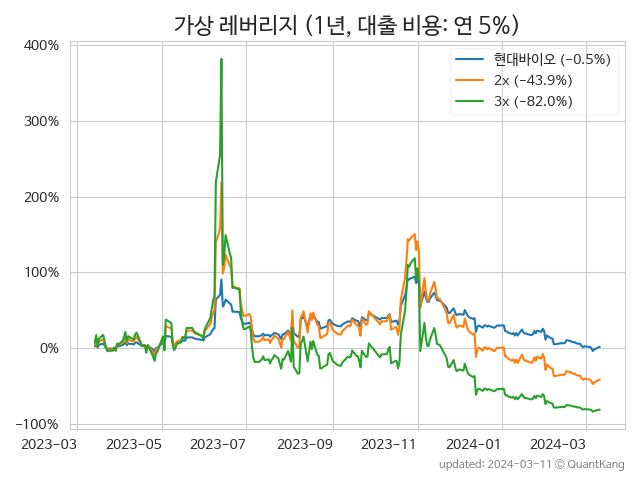 가상 레버리지 (1년, 대출 비용: 연 5%)
400%
300%
200%
100%
0%
−100%
현대바이오 (−0.5%)
2x (−43.9%)
3x (−82.0%)
2023-03
2023-05
2023-07
2023-09
2023-11
2024-01
2024-03
updated: 2024-03-11 © QuantKang